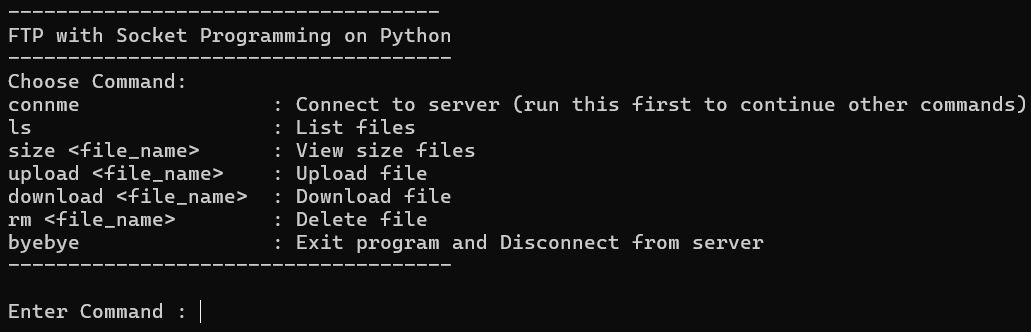 ------------------------------------
FTP with Socket Programming on Python
-------------------------------------
Choose Command:
connme                : Connect to server (run this first to continue other commands)
ls                    : List files
size <file_name>      : View size files
upload <file_name>    : Upload file
download <file_name>  : Download file
rm <file_name>        : Delete file
byebye                : Exit program and Disconnect from server
-------------------------------------
Enter Command :